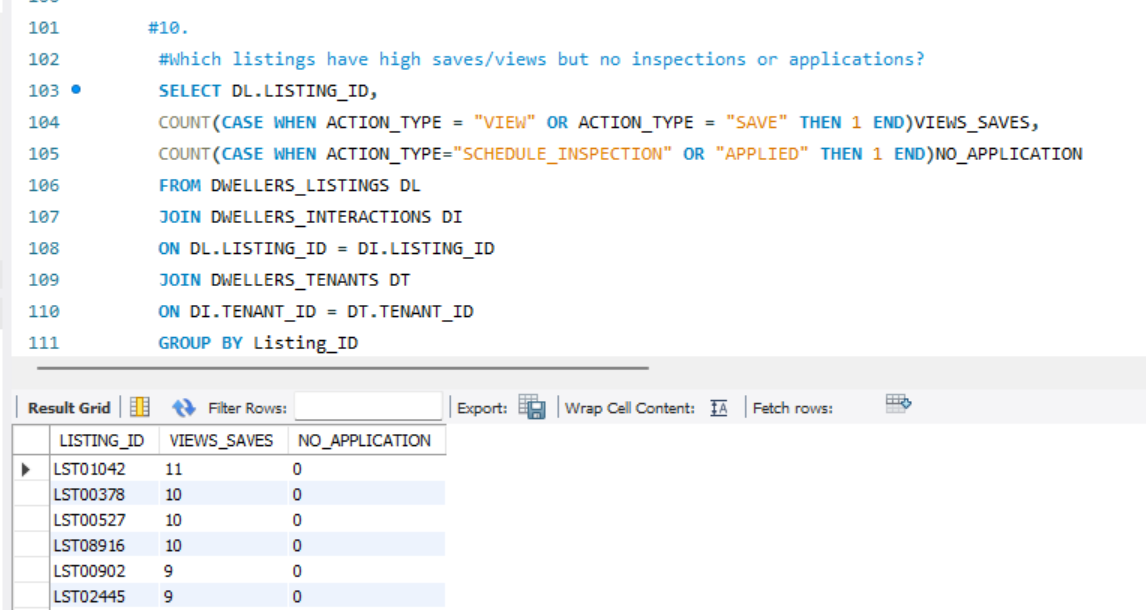 101 #10.
102 #Which listings have high saves/views but no inspections or applications?
103 SELECT DL.LISTING_ID,
104 COUNT(CASE WHEN ACTION_TYPE = "VIEW" OR ACTION_TYPE = "SAVE" THEN 1 END)VIEWS_SAVES,
105 COUNT(CASE WHEN ACTION_TYPE="SCHEDULE_INSPECTION" OR "APPLIED" THEN 1 END)NO_APPLICATION
106 FROM DWELLERS_LISTINGS DL
107 JOIN DWELLERS_INTERACTIONS DI
108 ON DL.LISTING_ID = DI.LISTING_ID
109 JOIN DWELLERS_TENANTS DT
110 ON DI.TENANT_ID = DT.TENANT_ID
111 GROUP BY Listing_ID
Result Grid Filter Rows: Export: Wrap Cell Content: Fetch rows:
LISTING_ID VIEWS_SAVES NO_APPLICATION
LST01042 11 0
LST00378 10 0
LST00527 10 0
LST08916 10 0
LST00902 9 0
LST02445 9 0